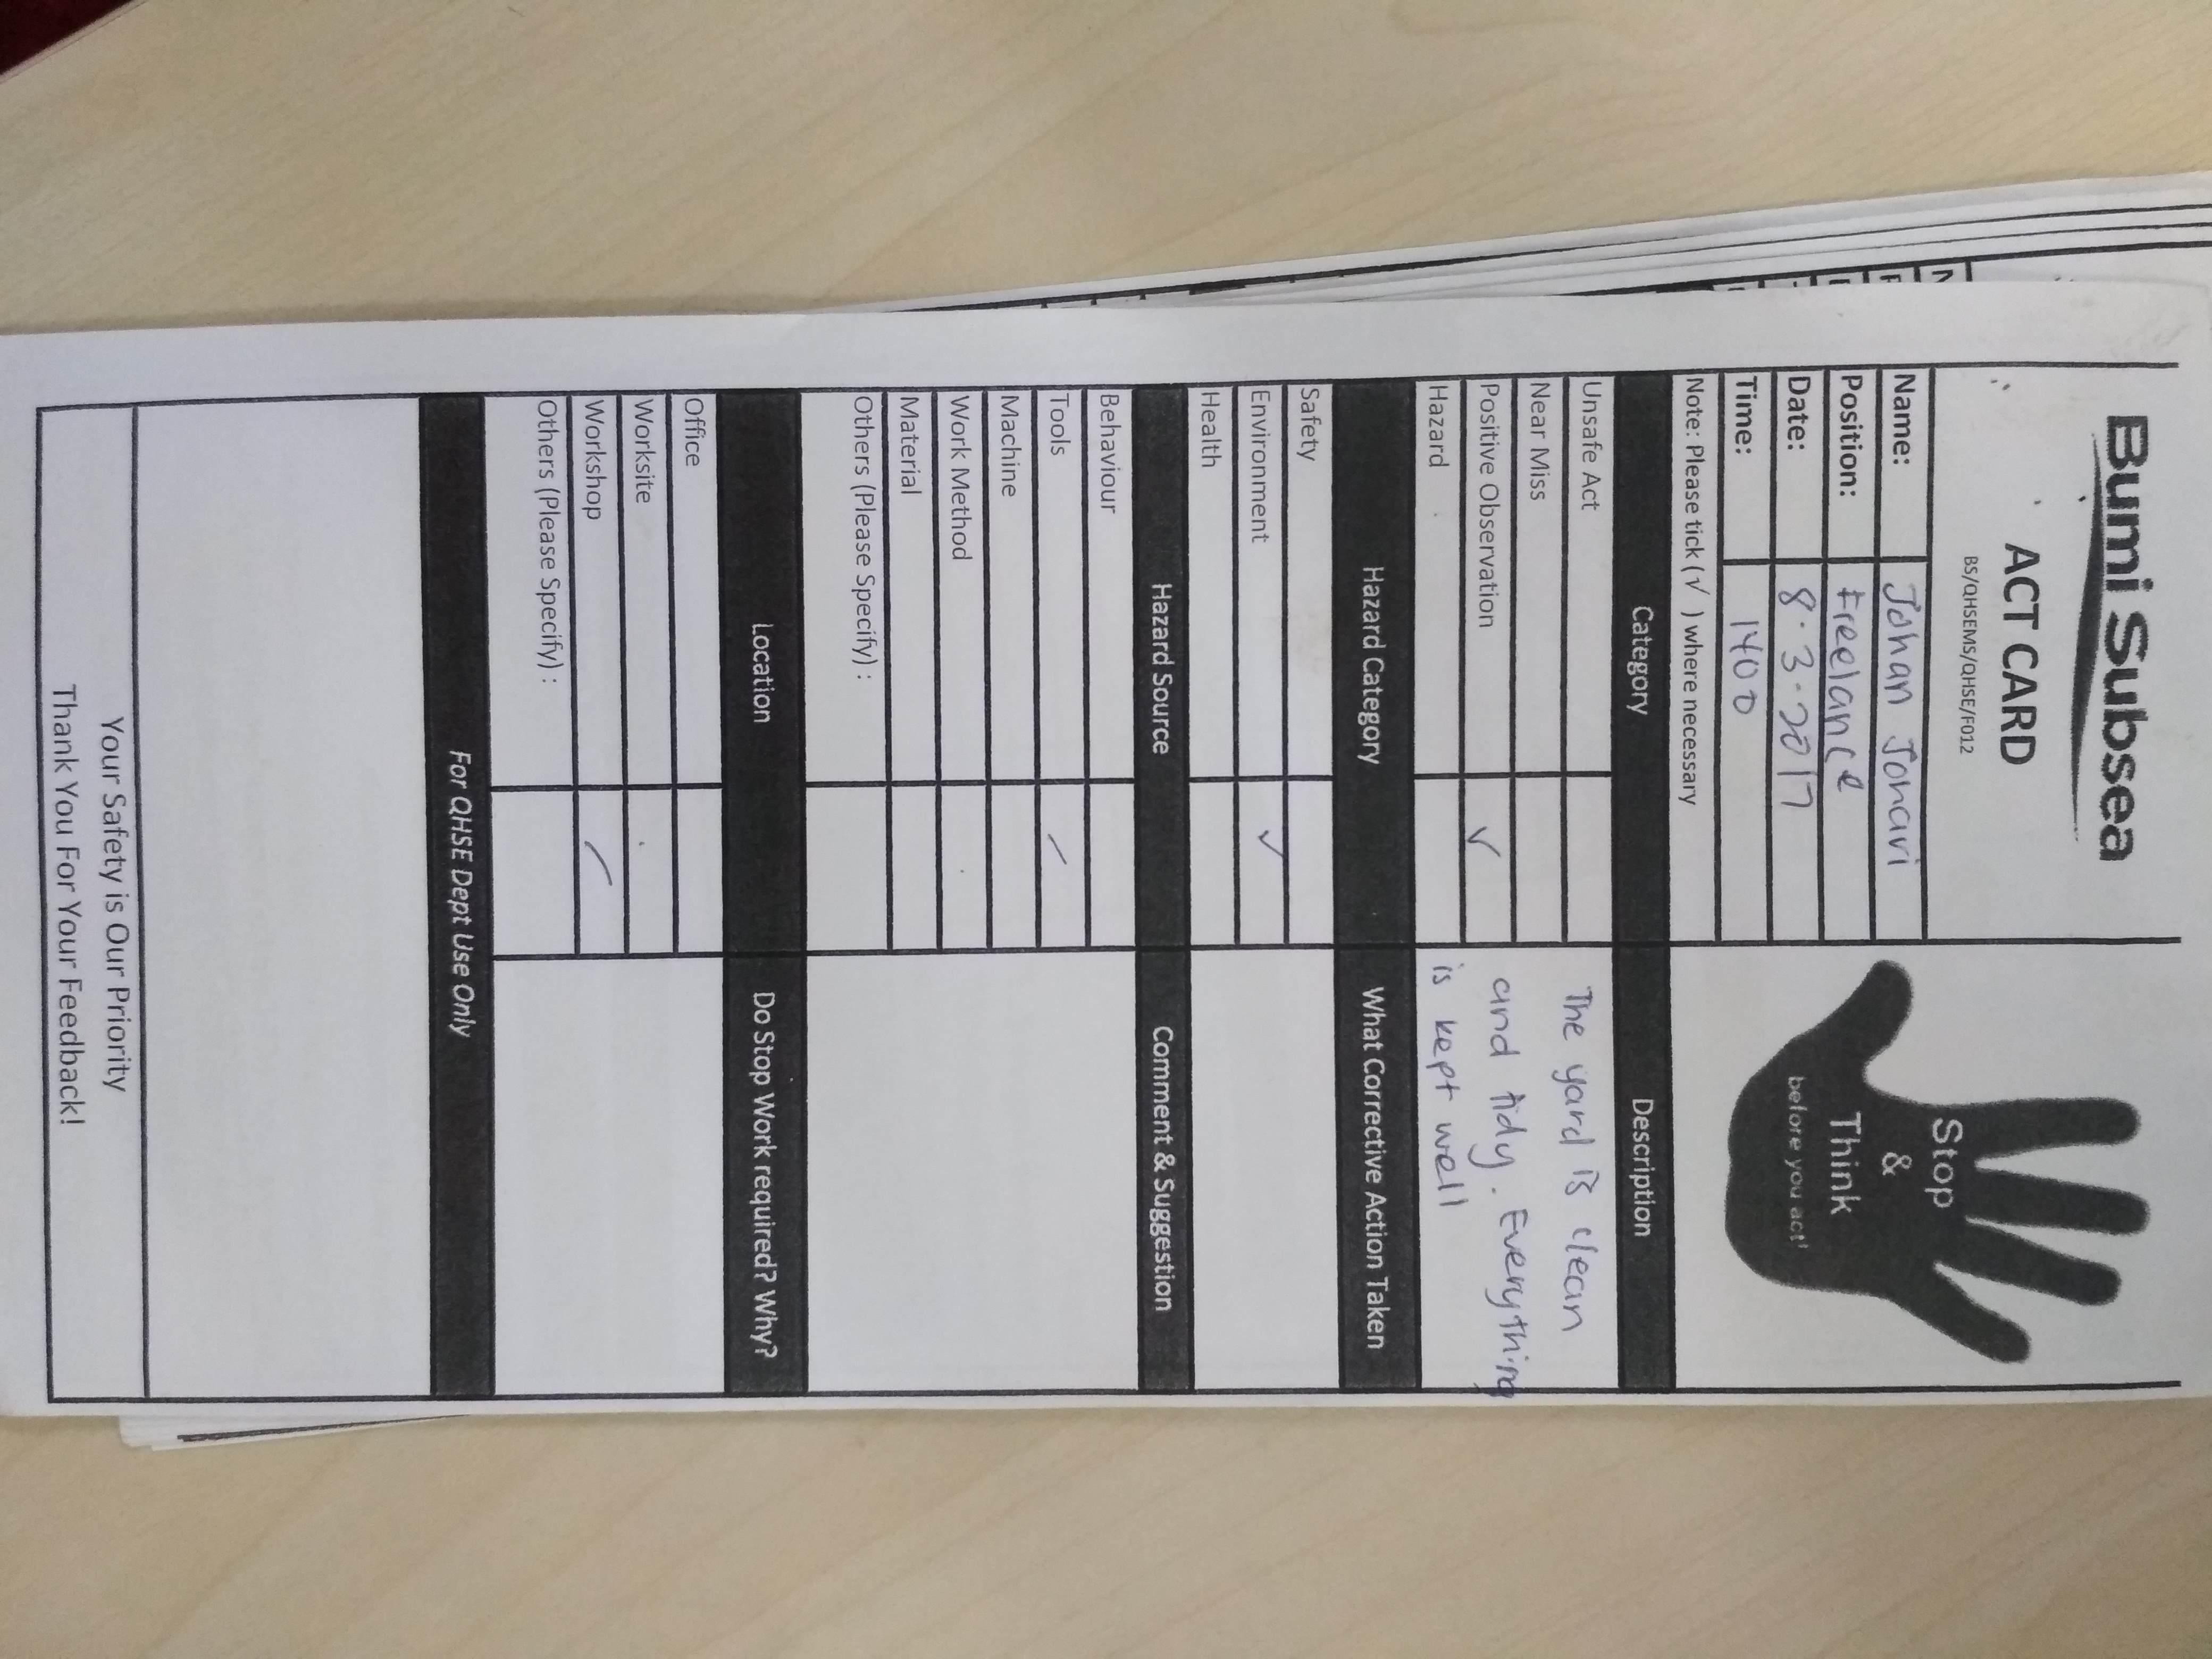 Bumi Subsea
ACT CARD
BS/QHSEMS/QHSE/F012
Stop
&
Think
before you act!
Name: Johan Johari
Position: Freelance
Date: 8.3.2017
Time: 1400
Note: Please tick (√ ) where necessary
Category Description
Unsafe Act
Near Miss
Positive Observation ✓
Hazard
The yard is clean
and tidy. Everything
is kept well
Hazard Category What Corrective Action Taken
Safety
Environment ✓
Health
Hazard Source Comment & Suggestion
Behaviour
Tools /
Machine
Work Method
Material
Others (Please Specify) :
Location Do Stop Work required? Why?
Office
Worksite
Workshop /
Others (Please Specify) :
For QHSE Dept Use Only
Your Safety is Our Priority
Thank You For Your Feedback!